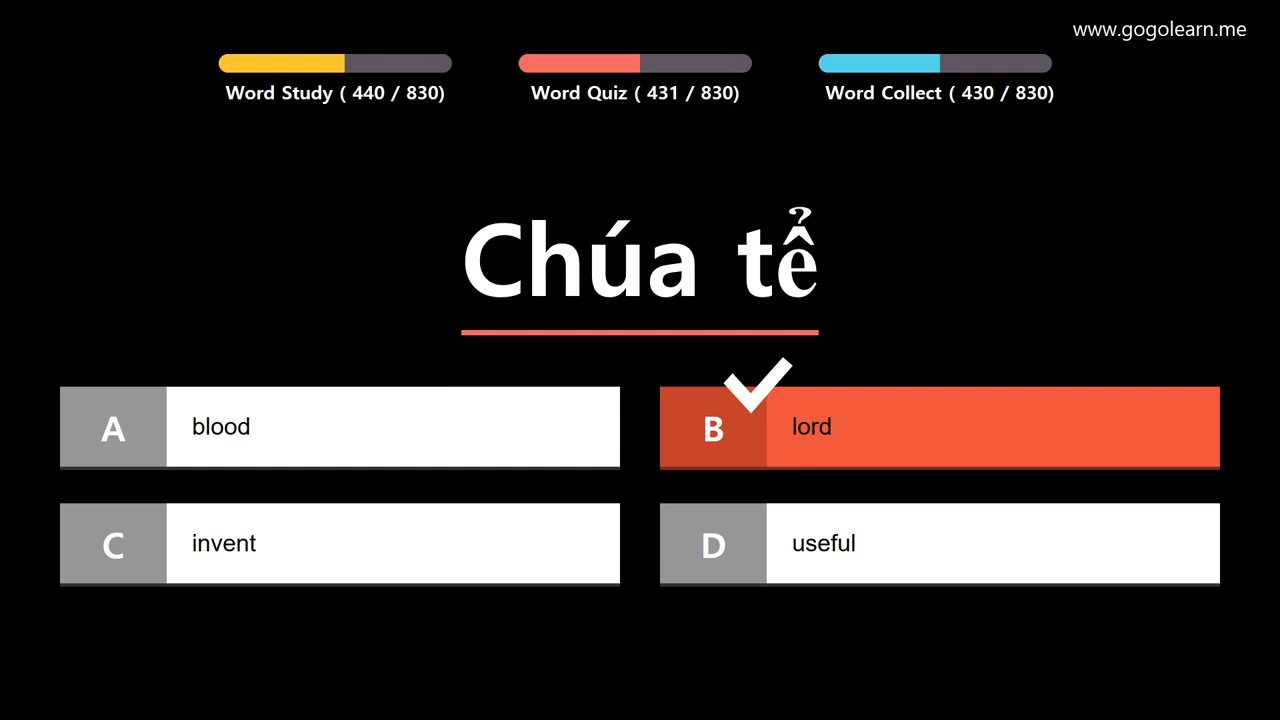 www.gogolearn.me
Word Study ( 440 / 830)
Word Quiz ( 431 / 830)
Word Collect ( 430 / 830)
Chúa tể
A blood
B lord
C invent
D useful